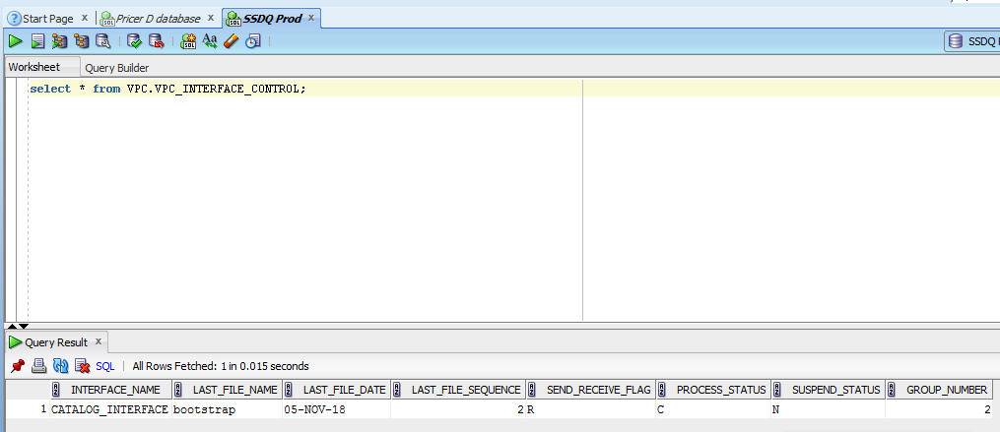 Start Page x Pricer D database x SSDQ Prod x
SSDQ
Worksheet Query Builder
select * from VPC.VPC_INTERFACE_CONTROL;
Query Result x
SQL | All Rows Fetched: 1 in 0.015 seconds
INTERFACE_NAME LAST_FILE_NAME LAST_FILE_DATE LAST_FILE_SEQUENCE SEND_RECEIVE_FLAG PROCESS_STATUS SUSPEND_STATUS GROUP_NUMBER
1 CATALOG_INTERFACE bootstrap 05-NOV-18 2 R C N 2